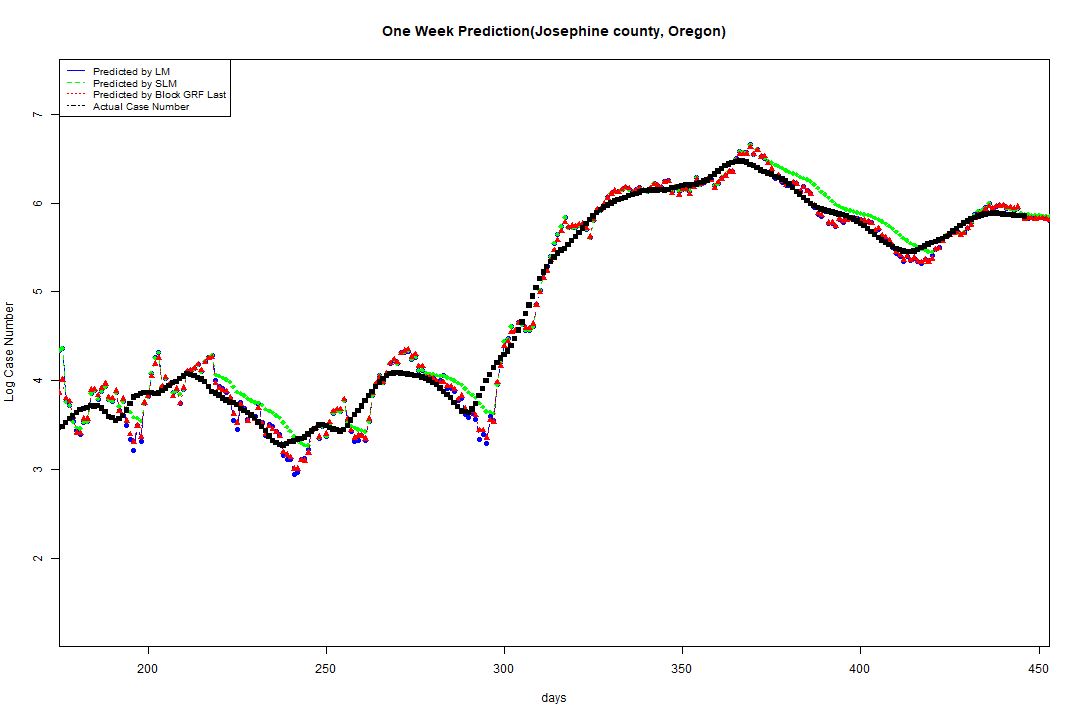 One Week Prediction(Josephine county, Oregon)
Predicted by LM
Predicted by SLM
Predicted by Block GRF Last
Actual Case Number
7
6
5
4
3
2
Log Case Number
200 250 300 350 400 450
days